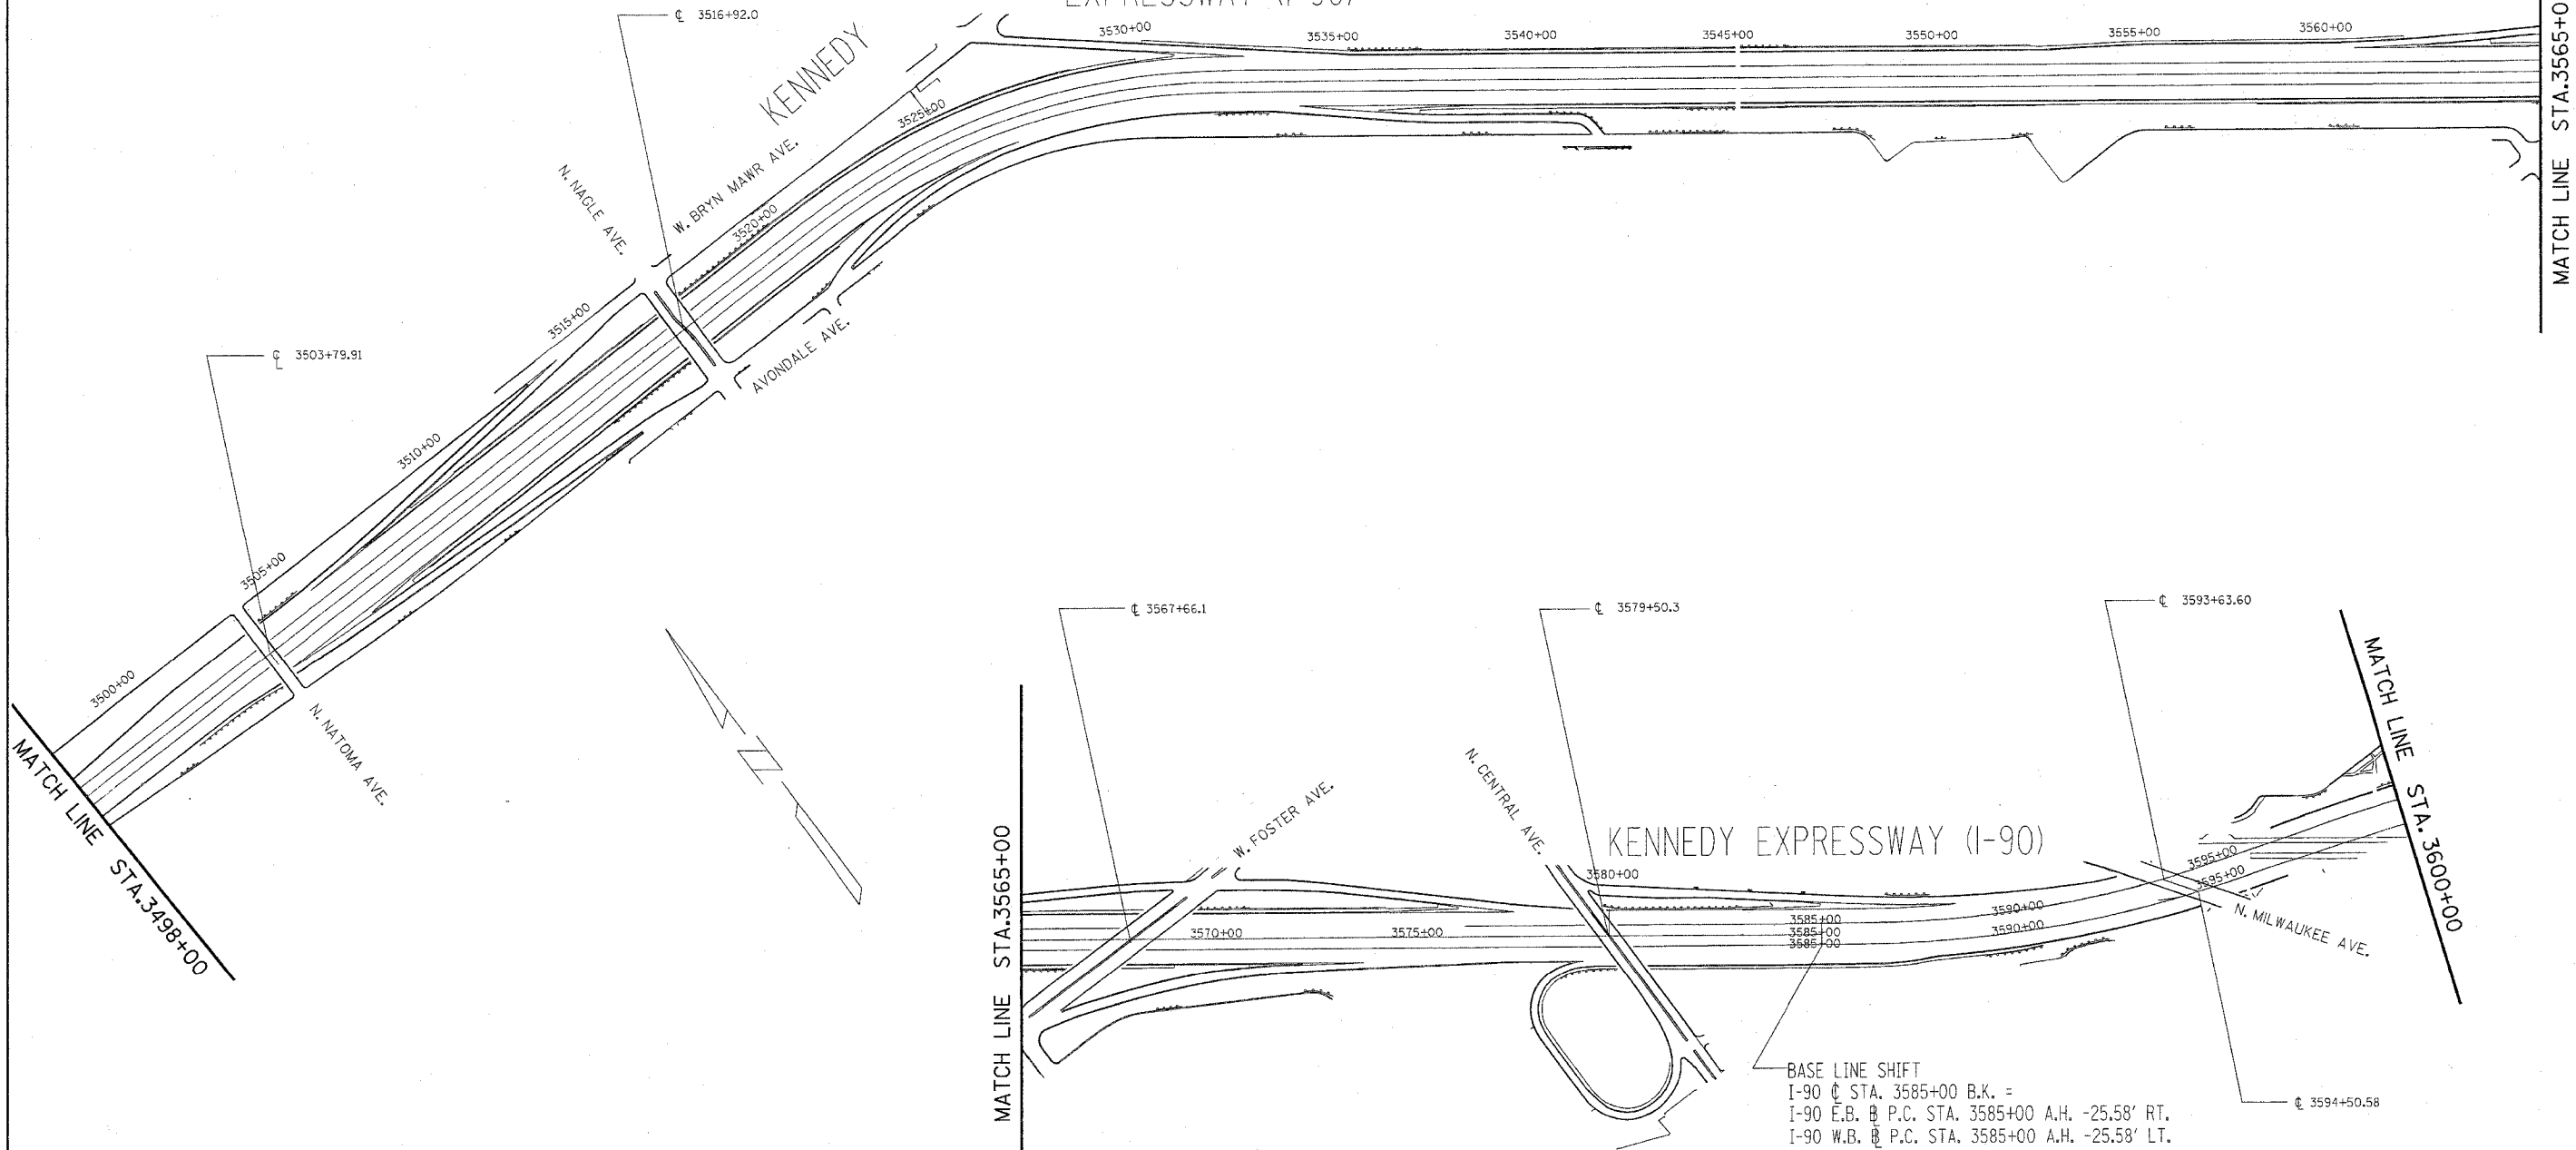 EXPRESSWAY (I-90)
℄ 3516+92.0
KENNEDY
3530+00
3535+00
3540+00
3545+00
3550+00
3555+00
3560+00
MATCH LINE STA.3565+0
3525+00
W. BRYN MAWR AVE.
N. NAGLE AVE.
3520+00
3515+00
AVONDALE AVE.
℄ 3503+79.91
3510+00
3505+00
3500+00
N. NATOMA AVE.
MATCH LINE STA.3498+00
N
℄ 3567+66.1
℄ 3579+50.3
℄ 3593+63.60
MATCH LINE STA.3600+00
MATCH LINE STA.3565+00
W. FOSTER AVE.
N. CENTRAL AVE.
KENNEDY EXPRESSWAY (I-90)
3570+00
3575+00
3580+00
3585+00
3585+00
3585+00
3590+00
3590+00
3595+00
3595+00
N. MILWAUKEE AVE.
BASE LINE SHIFT
I-90 ℄ STA. 3585+00 B.K. =
I-90 E.B. B̲L P.C. STA. 3585+00 A.H. -25.58' RT.
I-90 W.B. B̲L P.C. STA. 3585+00 A.H. -25.58' LT.
℄ 3594+50.58